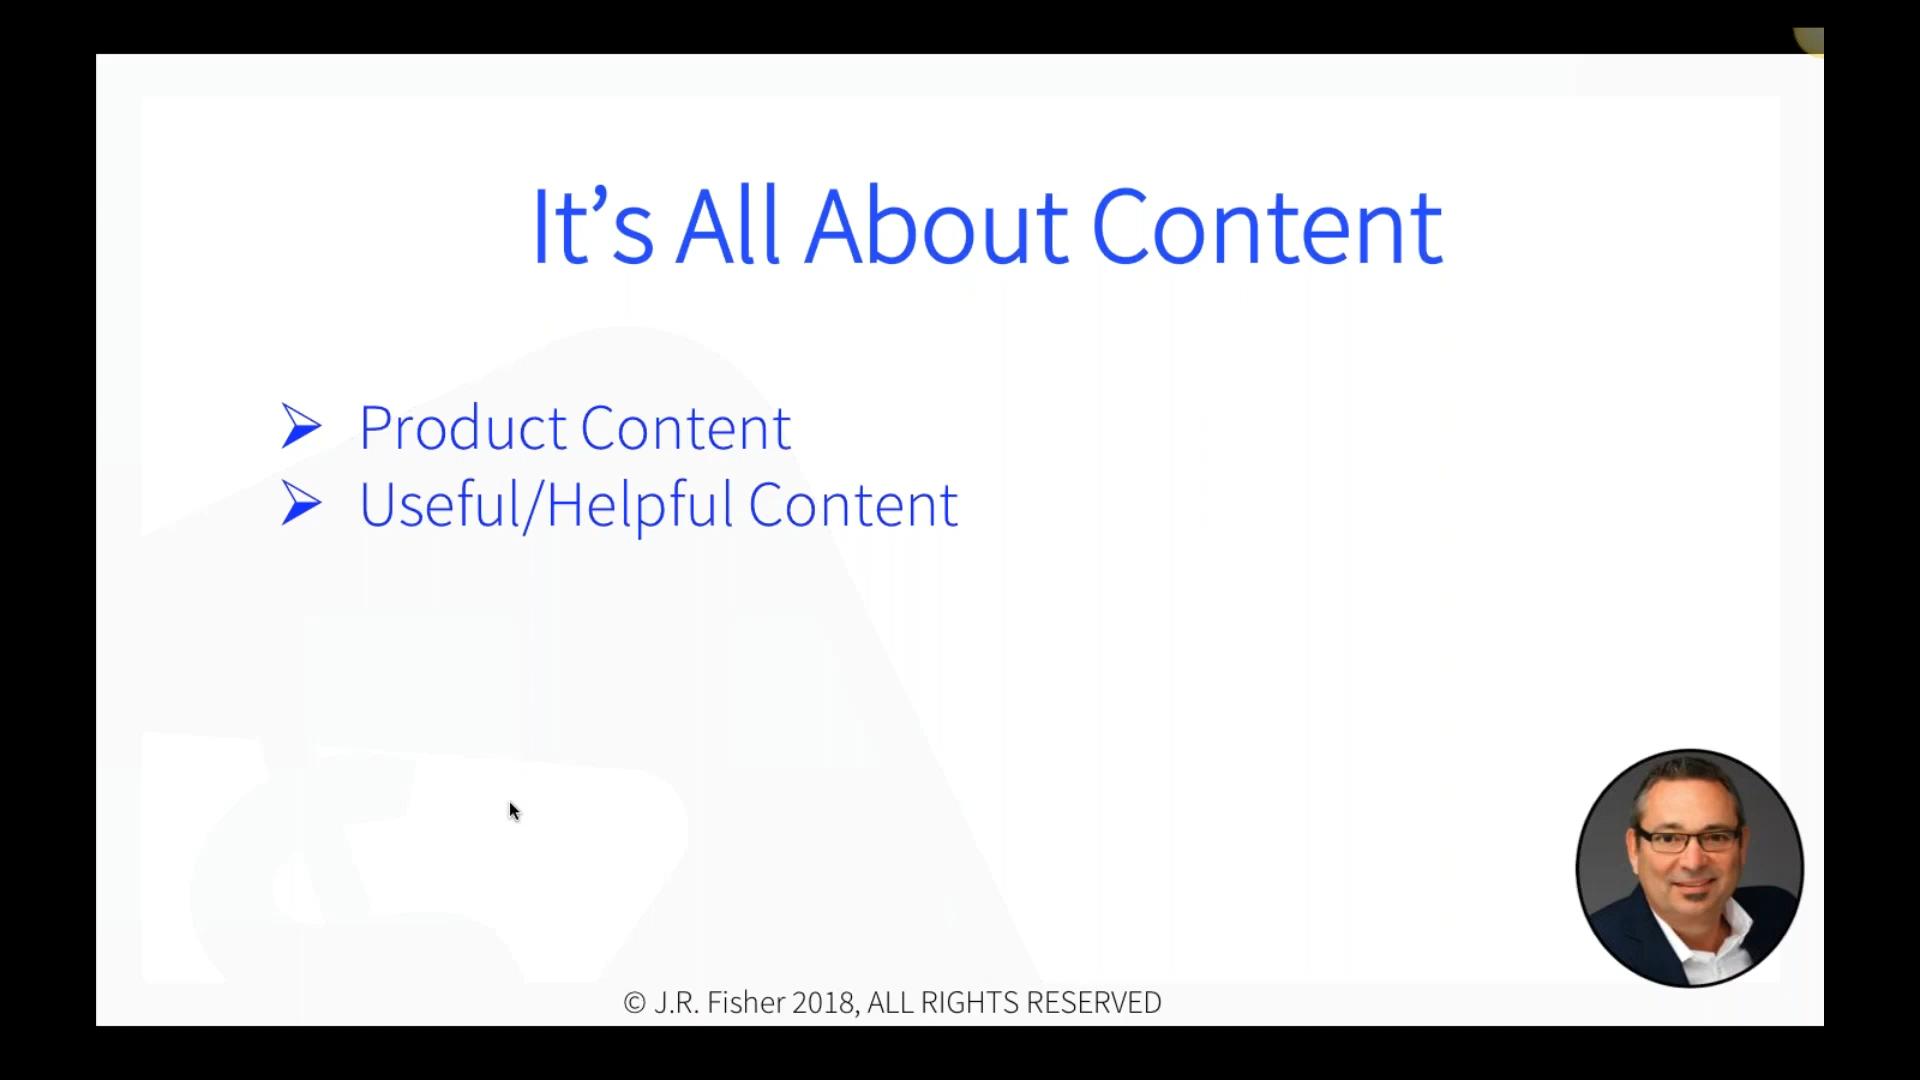 It’s All About Content
Product Content
Useful/Helpful Content
© J.R. Fisher 2018, ALL RIGHTS RESERVED